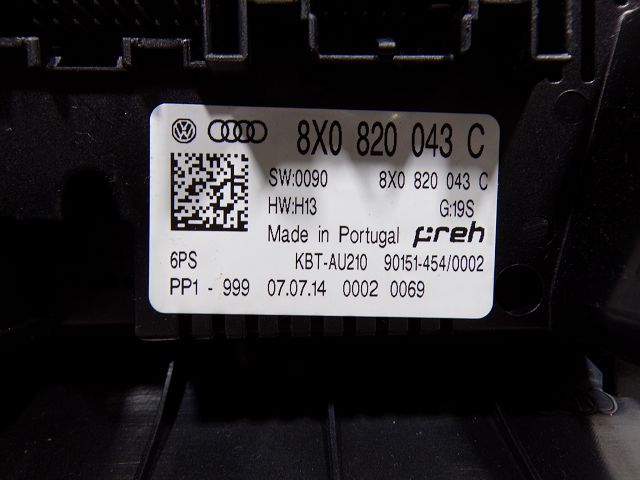 8X0 820 043 C
SW:0090 8X0 820 043 C
HW:H13 G:19S
Made in Portugal preh
6PS KBT-AU210 90151-454/0002
PP1 - 999 07.07.14 0002 0069